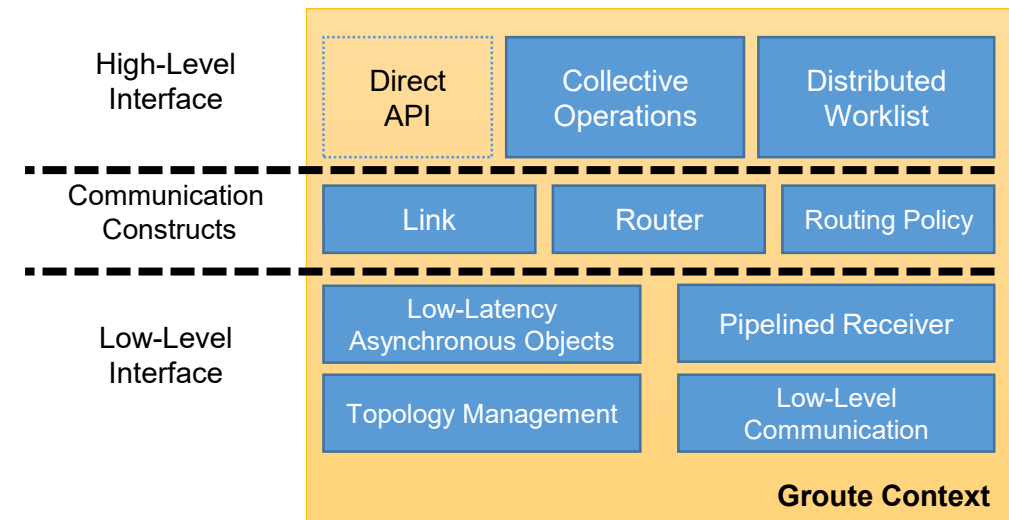 High-Level
Interface
Direct
API
Collective
Operations
Distributed
Worklist
Communication
Constructs
Link
Router
Routing Policy
Low-Level
Interface
Low-Latency
Asynchronous Objects
Pipelined Receiver
Topology Management
Low-Level
Communication
Groute Context